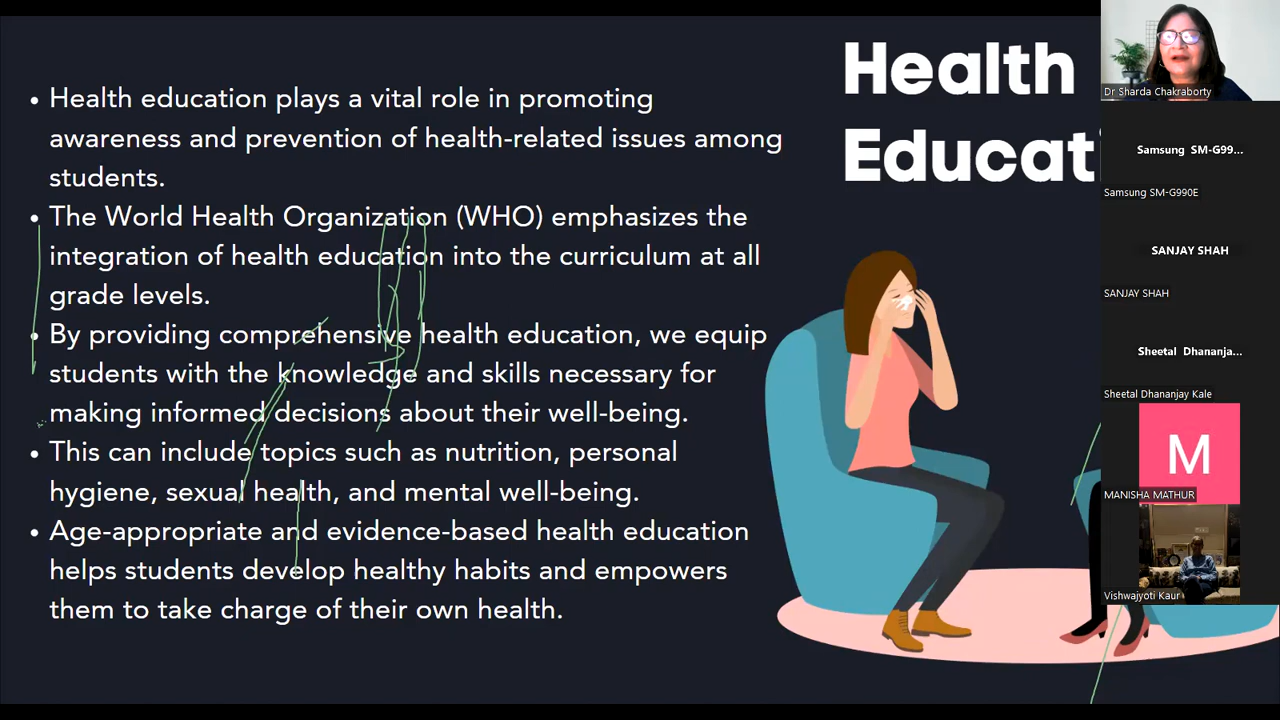 Health
Educati
• Health education plays a vital role in promoting
awareness and prevention of health-related issues among
students.
• The World Health Organization (WHO) emphasizes the
integration of health education into the curriculum at all
grade levels.
• By providing comprehensive health education, we equip
students with the knowledge and skills necessary for
making informed decisions about their well-being.
• This can include topics such as nutrition, personal
hygiene, sexual health, and mental well-being.
• Age-appropriate and evidence-based health education
helps students develop healthy habits and empowers
them to take charge of their own health.
Dr Sharda Chakraborty
Samsung SM-G99...
Samsung SM-G990E
SANJAY SHAH
SANJAY SHAH
Sheetal Dhananja...
Sheetal Dhananjay Kale
M
MANISHA MATHUR
Vishwajyoti Kaur